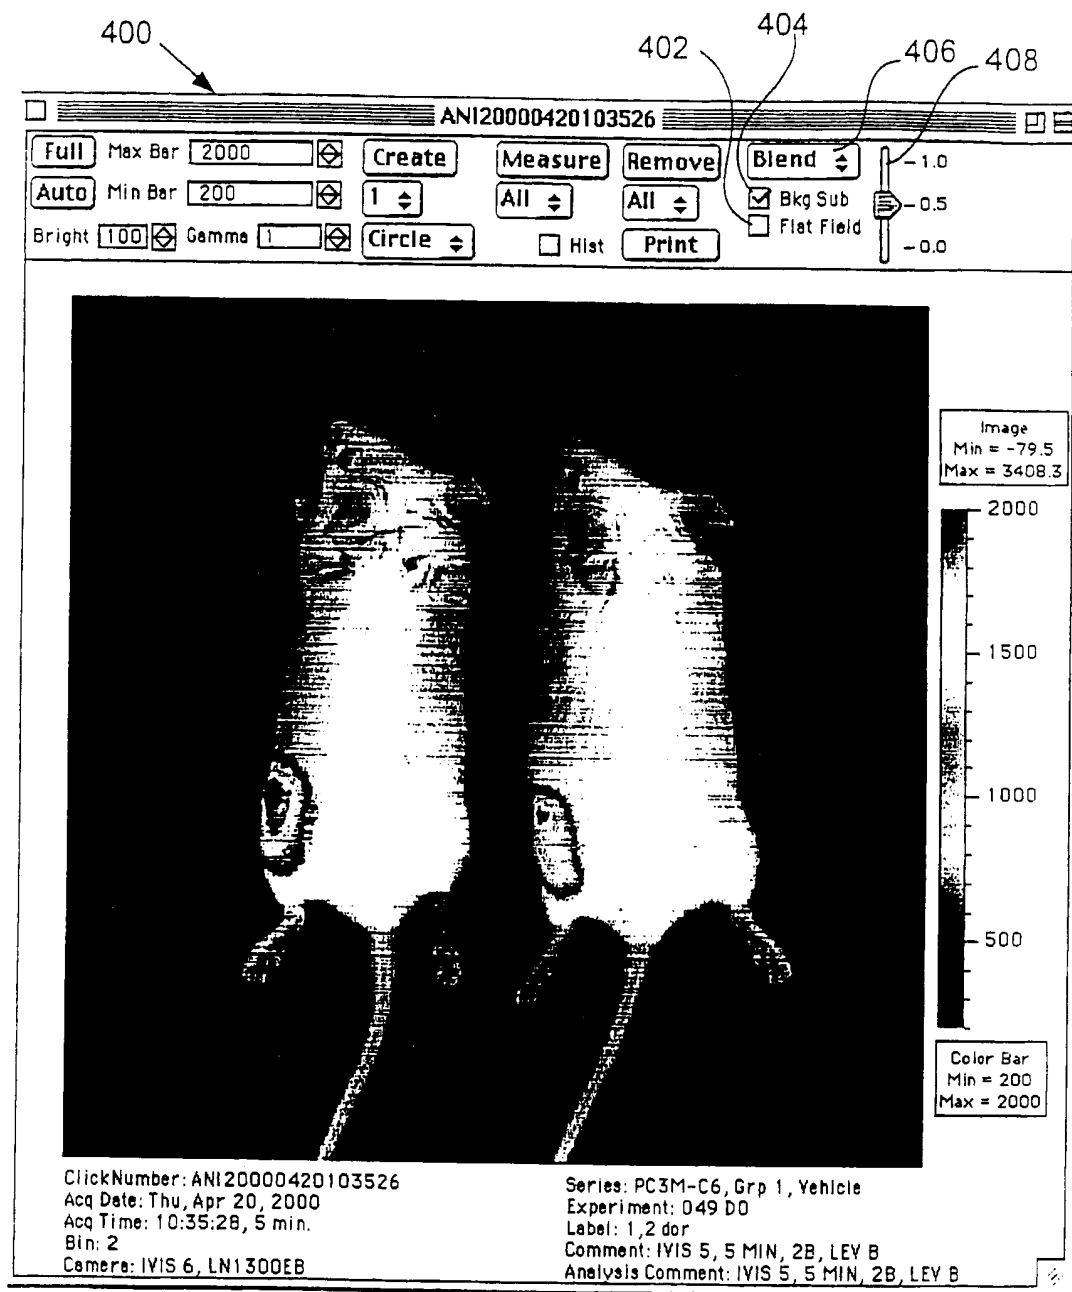 400
402
404
406
408
ANI20000420103526
Full Max Bar 2000 Create Measure Remove Blend 1.0
Auto Min Bar 200 1 All All Bkg Sub 0.5
Flat Field
Bright 100 Gamma 1 Circle Hist Print 0.0
Image
Min = -79.5
Max = 3408.3
2000
1500
1000
500
Color Bar
Min = 200
Max = 2000
ClickNumber: ANI20000420103526
Acq Date: Thu, Apr 20, 2000
Acq Time: 10:35:28, 5 min.
Bin: 2
Camera: IVIS 6, LN1300EB
Series: PC3M-C6, Grp 1, Vehicle
Experiment: 049 D0
Label: 1,2 dor
Comment: IVIS 5, 5 MIN, 2B, LEV B
Analysis Comment: IVIS 5, 5 MIN, 2B, LEV B